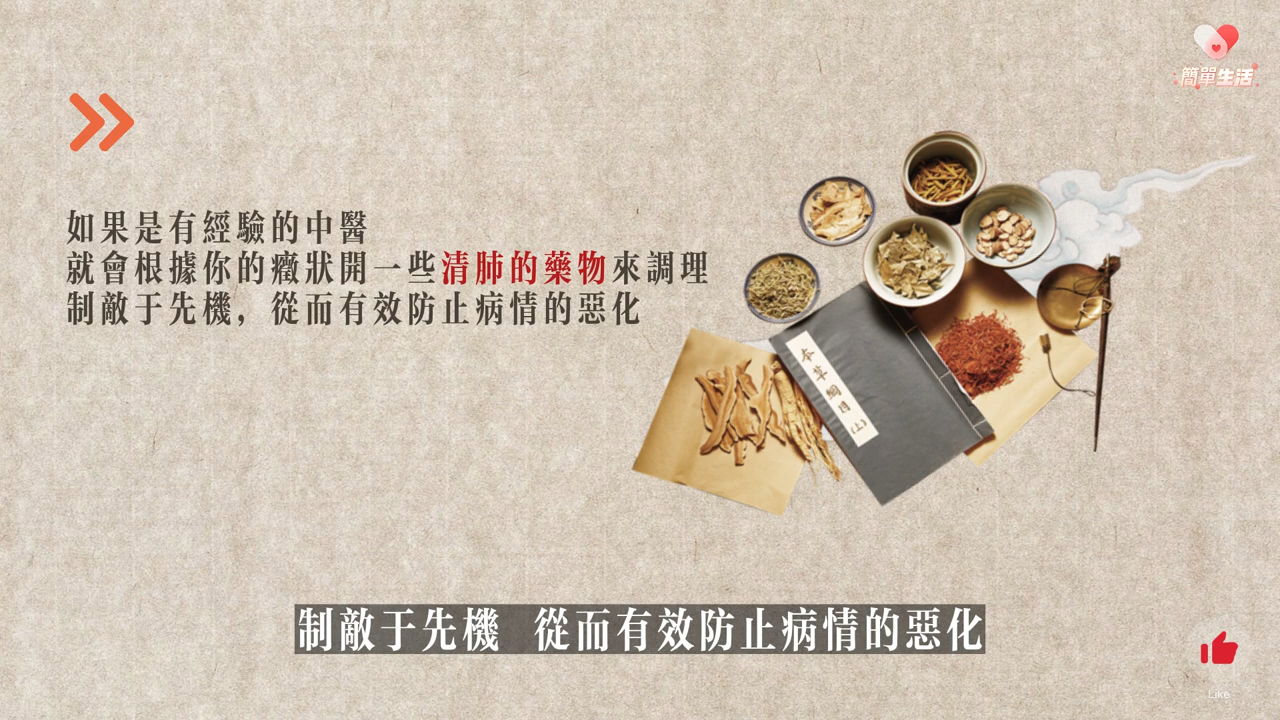 簡單生活
如果是有經驗的中醫
就會根據你的癥狀開一些清肺的藥物來調理
制敵于先機，從而有效防止病情的惡化
本草綱目(上)
制敵于先機 從而有效防止病情的惡化
Like